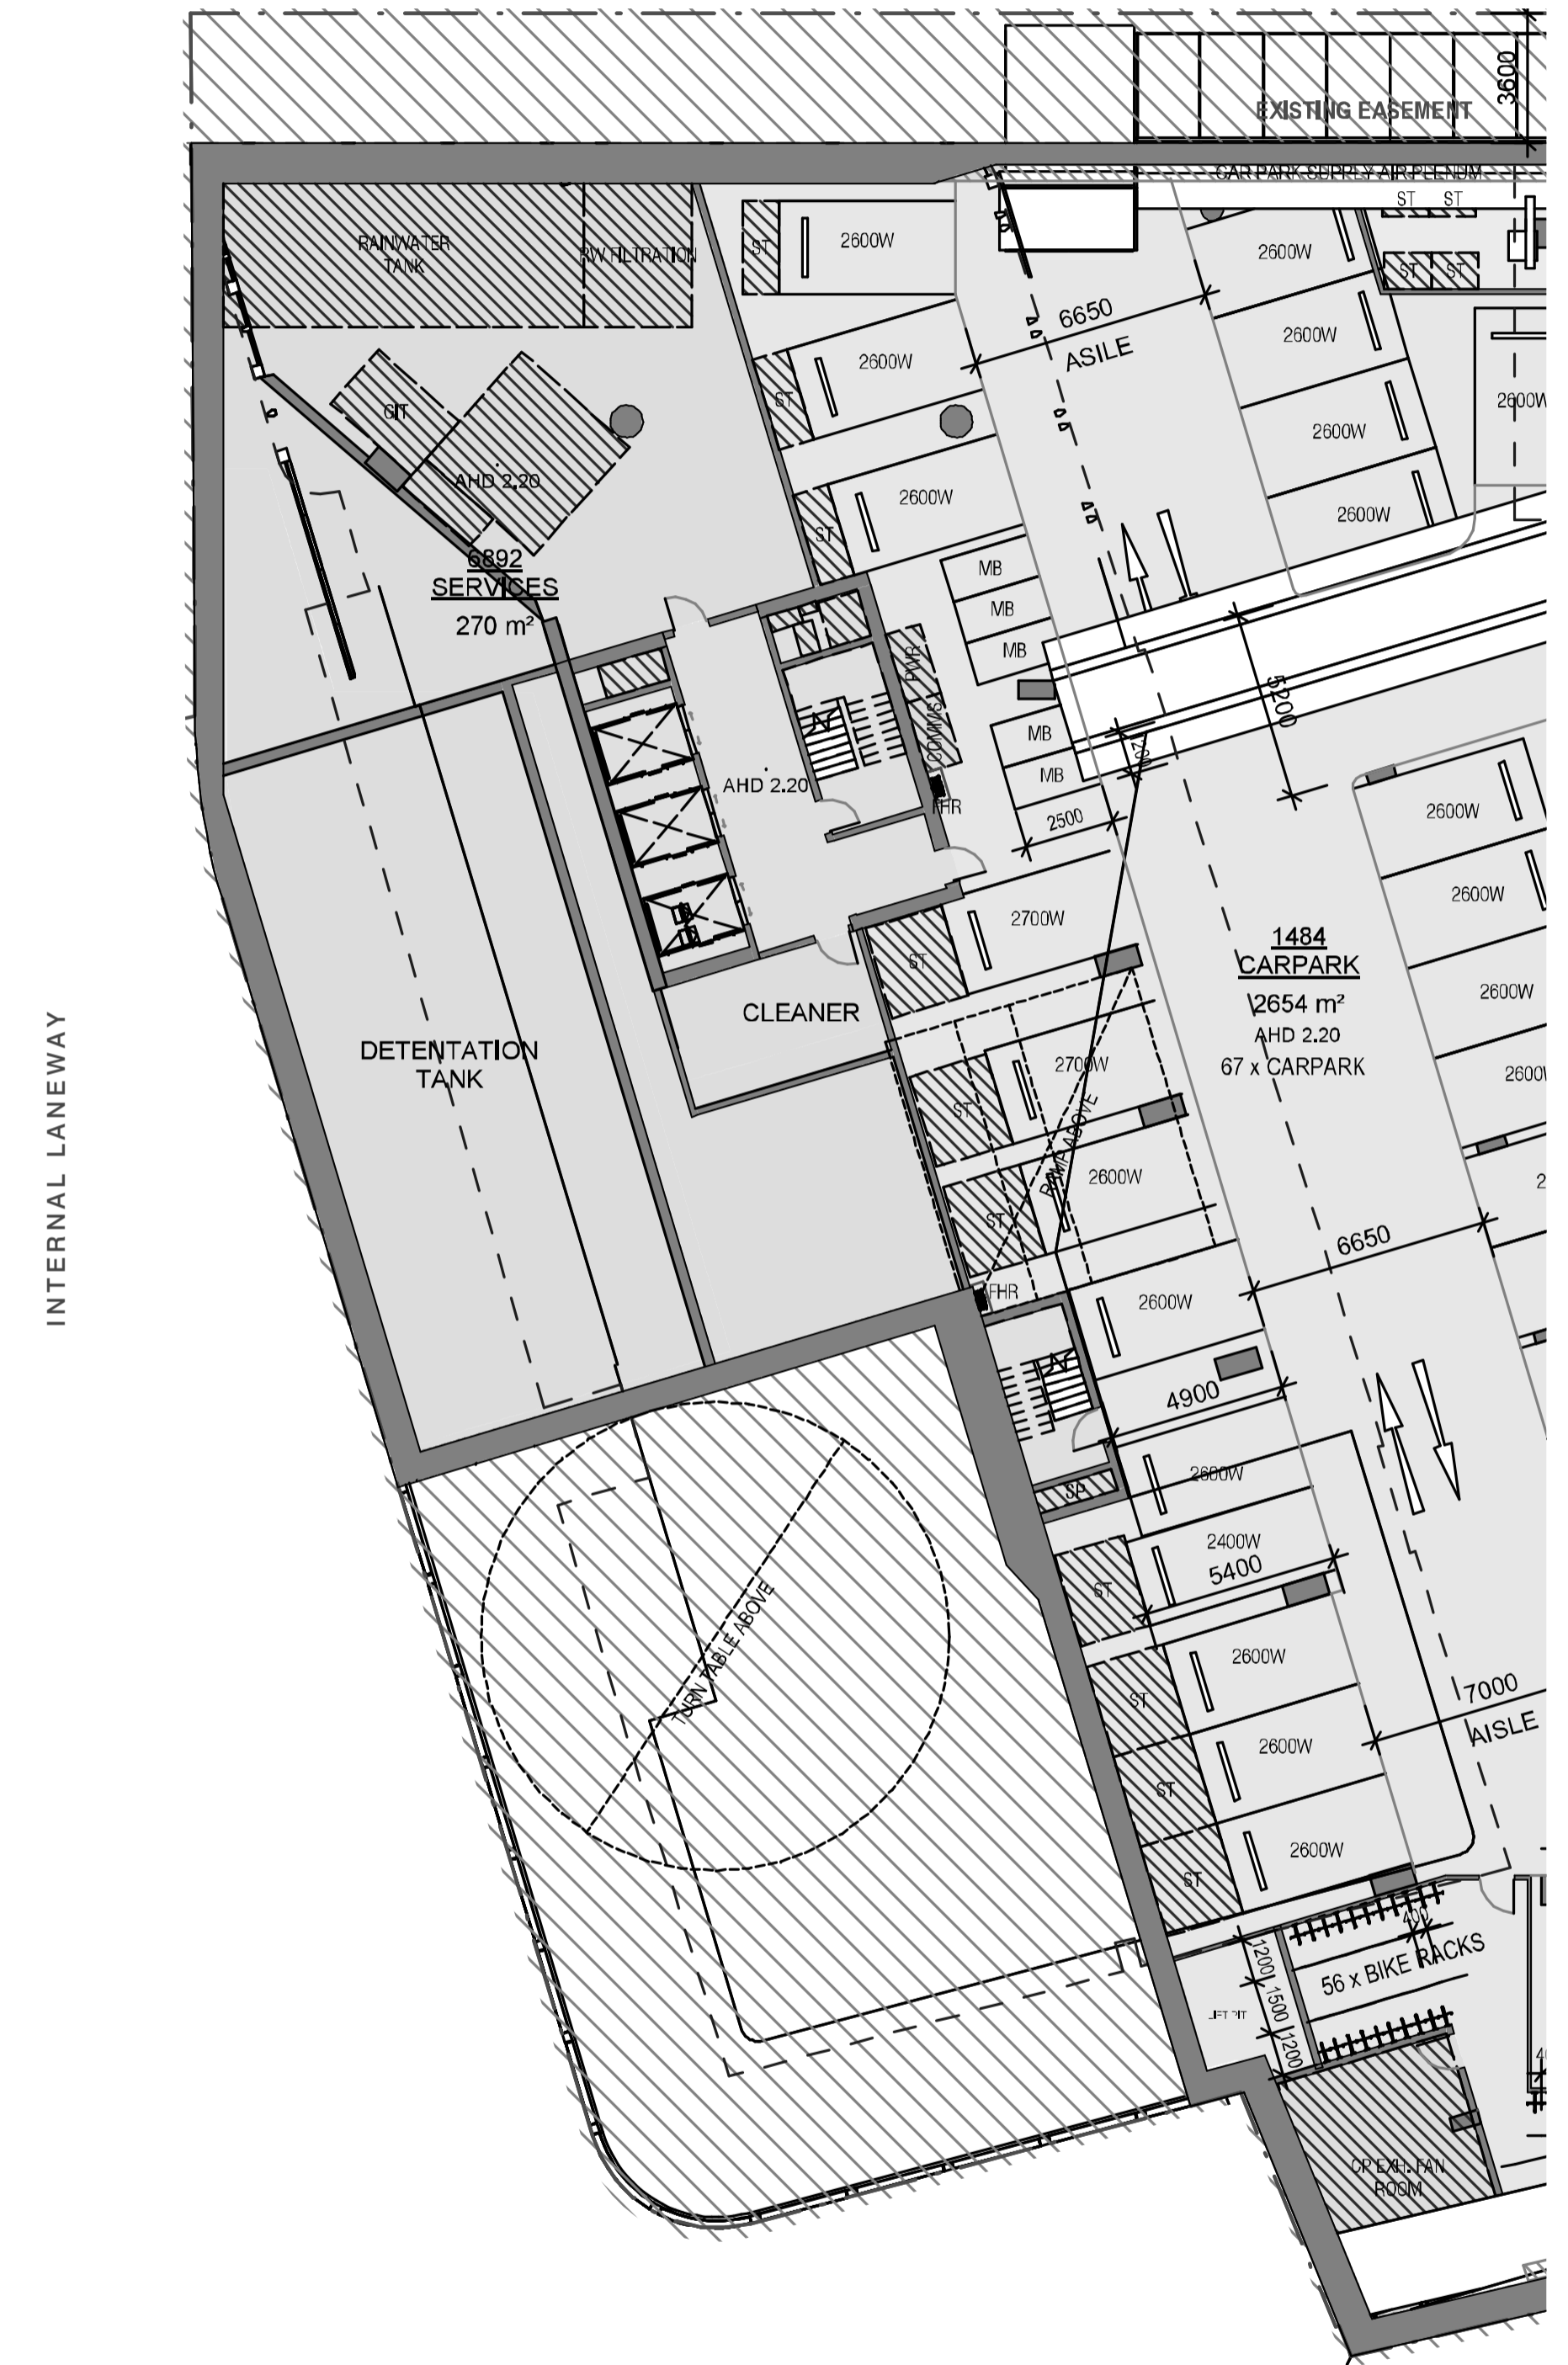 EXISTING EASEMENT
3600
CAR PARK SUPPLY AIR PLENUM
ST
ST
RAINWATER
TANK
RW FILTRATION
ST
2600W
2600W
ST
ST
6650
ASILE
2600W
2600W
ST
2600W
2600W
GIT
AHD 2.20
2600W
ST
2600W
6892
SERVICES
270 m²
MB
MB
MB
PWR
COMMS
5200
MB
MB
1200
AHD 2.20
FHR
2500
2600W
2700W
2600W
ST
1484
CARPARK
2654 m²
AHD 2.20
67 x CARPARK
2600W
CLEANER
INTERNAL LANEWAY
DETENTATION
TANK
2700W
2600W
ST
RAMP ABOVE
2600W
ST
6650
FHR
2600W
4900
2600W
SP
2400W
5400
ST
TURN TABLE ABOVE
2600W
ST
7000
AISLE
2600W
ST
2600W
ST
400
56 x BIKE RACKS
1200
1500
1200
LIFT PIT
CP EXH. FAN
ROOM